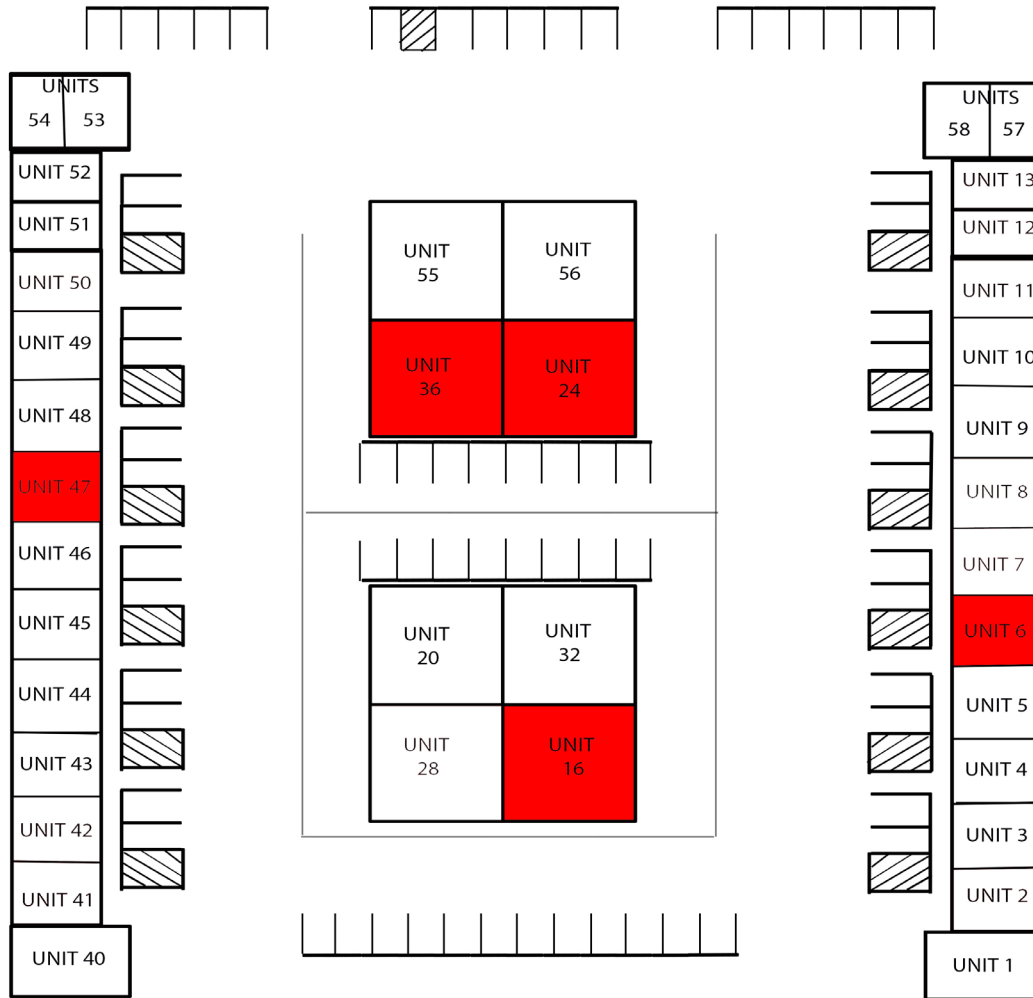 UNITS
54 53
UNIT 52
UNIT 51
UNIT 50
UNIT 49
UNIT 48
UNIT 47
UNIT 46
UNIT 45
UNIT 44
UNIT 43
UNIT 42
UNIT 41
UNIT 40
UNIT
55
UNIT
56
UNIT
36
UNIT
24
UNIT
20
UNIT
32
UNIT
28
UNIT
16
UNITS
58 57
UNIT 13
UNIT 12
UNIT 11
UNIT 10
UNIT 9
UNIT 8
UNIT 7
UNIT 6
UNIT 5
UNIT 4
UNIT 3
UNIT 2
UNIT 1